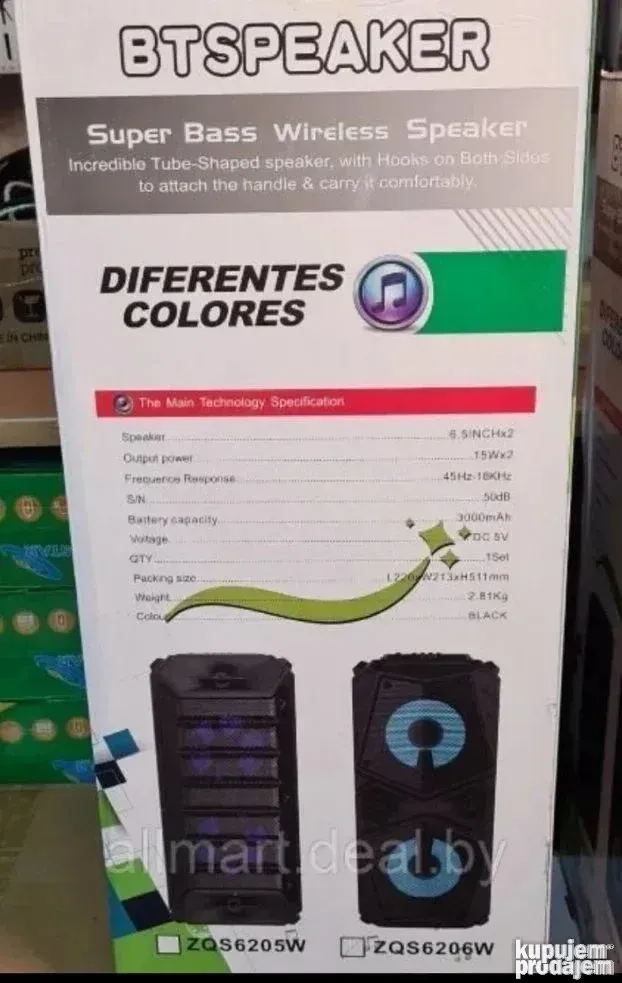 BTSPEAKER
Super Bass Wireless Speaker
Incredible Tube-Shaped speaker, with Hooks on Both Sides
to attach the handle & carry it comfortably.
DIFERENTES
COLORES
The Main Technology Specification
Speaker 6.5INCHx2
Output power 15Wx2
Frequence Response 45Hz-18KHz
S/N 50dB
Battery capacity 3000mAh
Voltage DC 5V
QTY 1Set
Packing size L220xW213xH511mm
Weight 2.81Kg
Colou BLACK
allmart.deal.by
ZQS6205W ZQS6206W
kupujem
prodajem